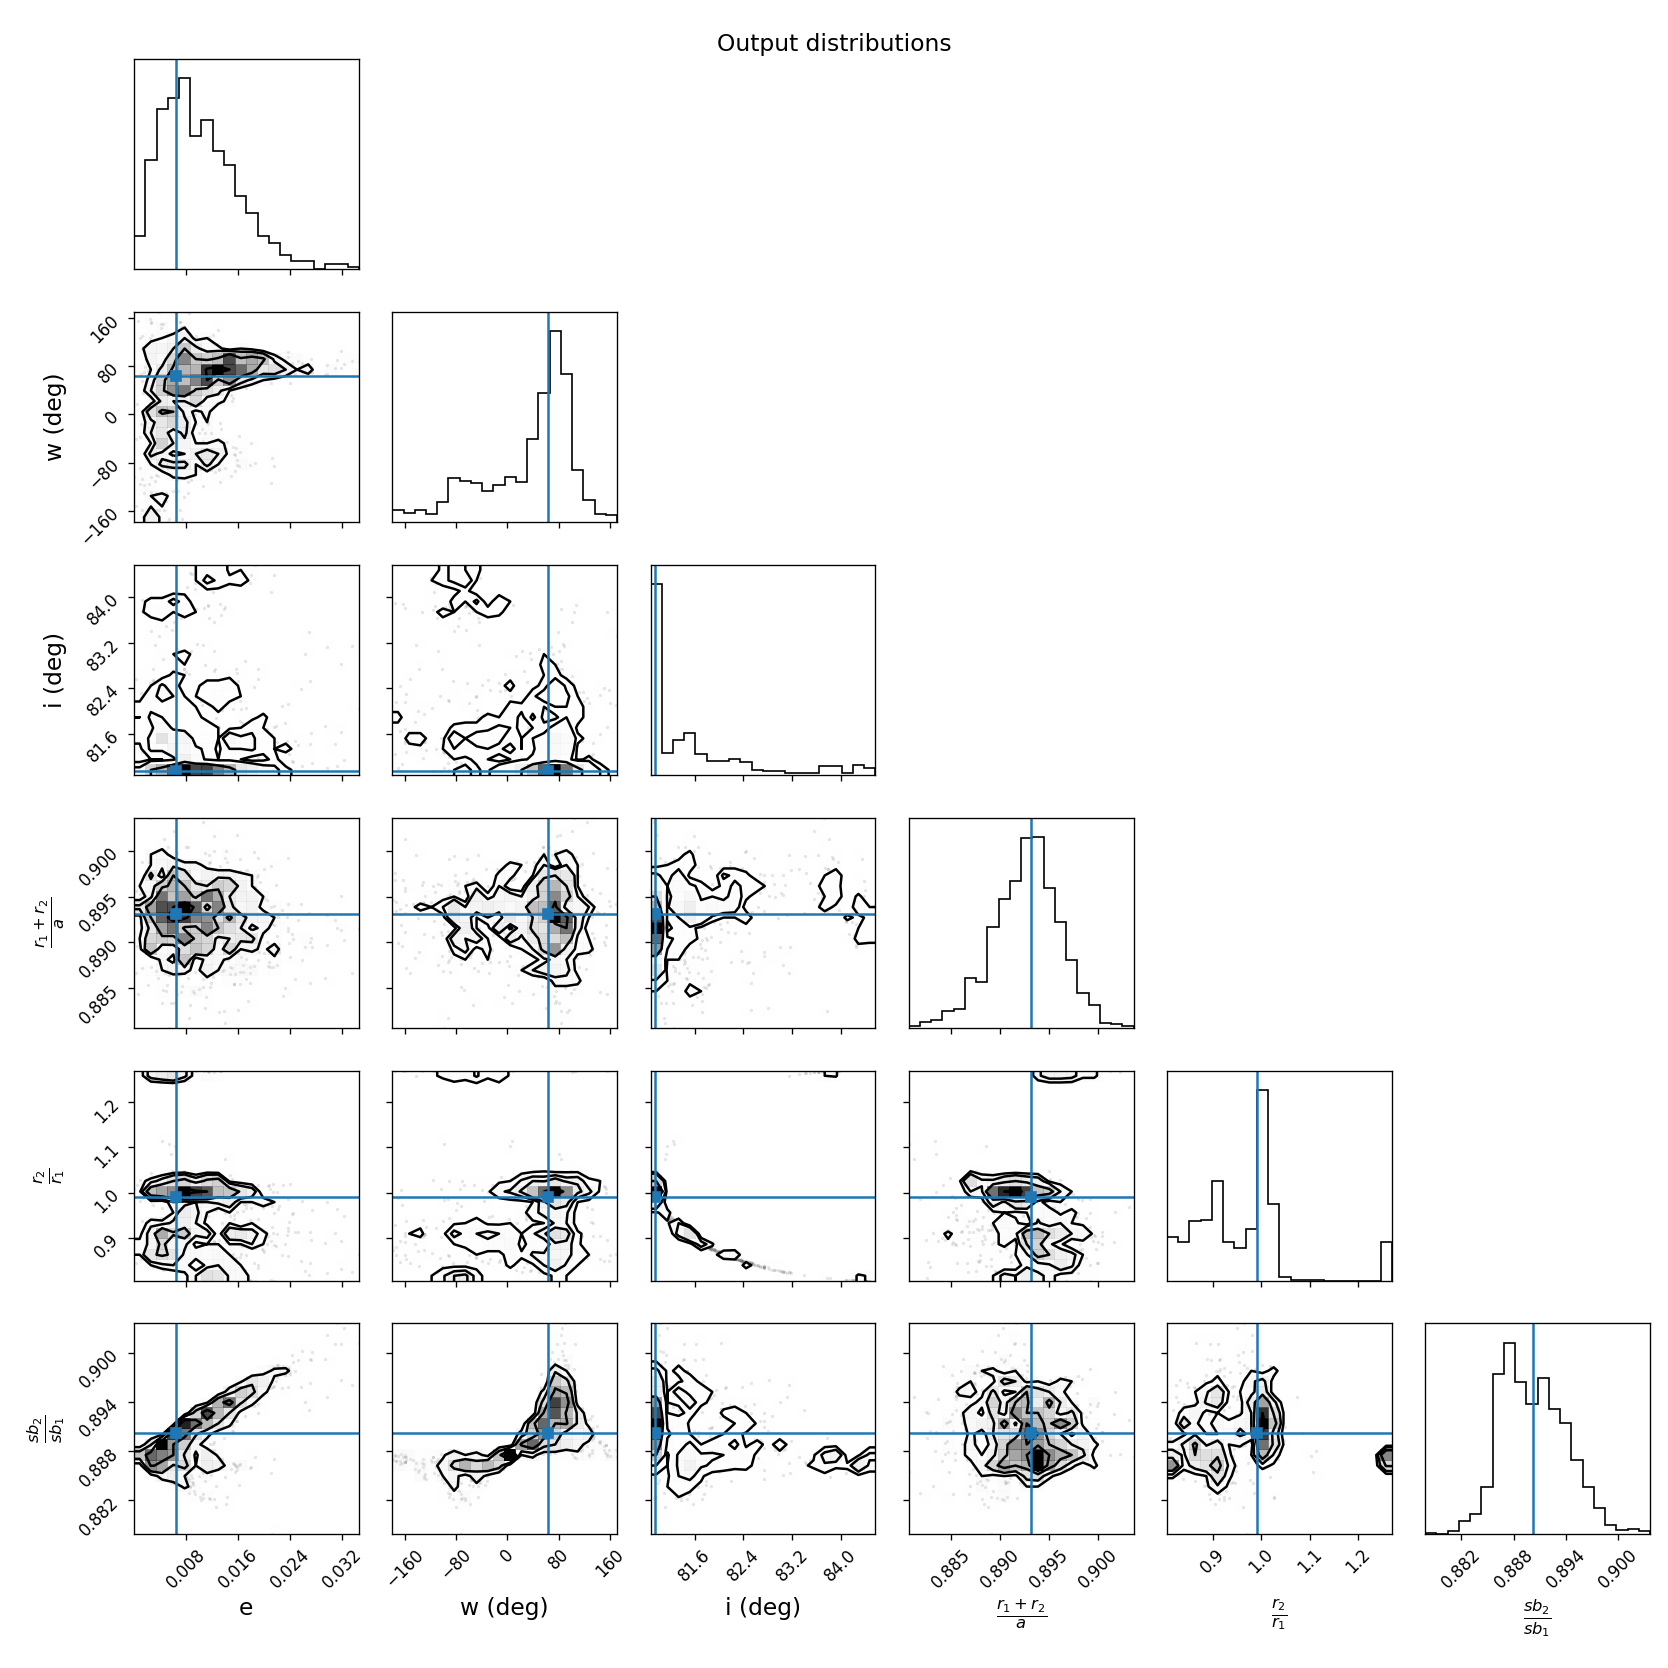 Output distributions
w (deg)
160
80
0
−80
−160
i (deg)
84.0
83.2
82.4
81.6
r₁ + r₂
a
0.900
0.895
0.890
0.885
r₂
r₁
1.2
1.1
1.0
0.9
sb₂
sb₁
0.900
0.894
0.888
0.882
0.008 0.016 0.024 0.032 −160 −80 0 80 160 81.6 82.4 83.2 84.0 0.885 0.890 0.895 0.900 0.9 1.0 1.1 1.2 0.882 0.888 0.894 0.900
e w (deg) i (deg) r₁ + r₂ r₂ sb₂
a r₁ sb₁